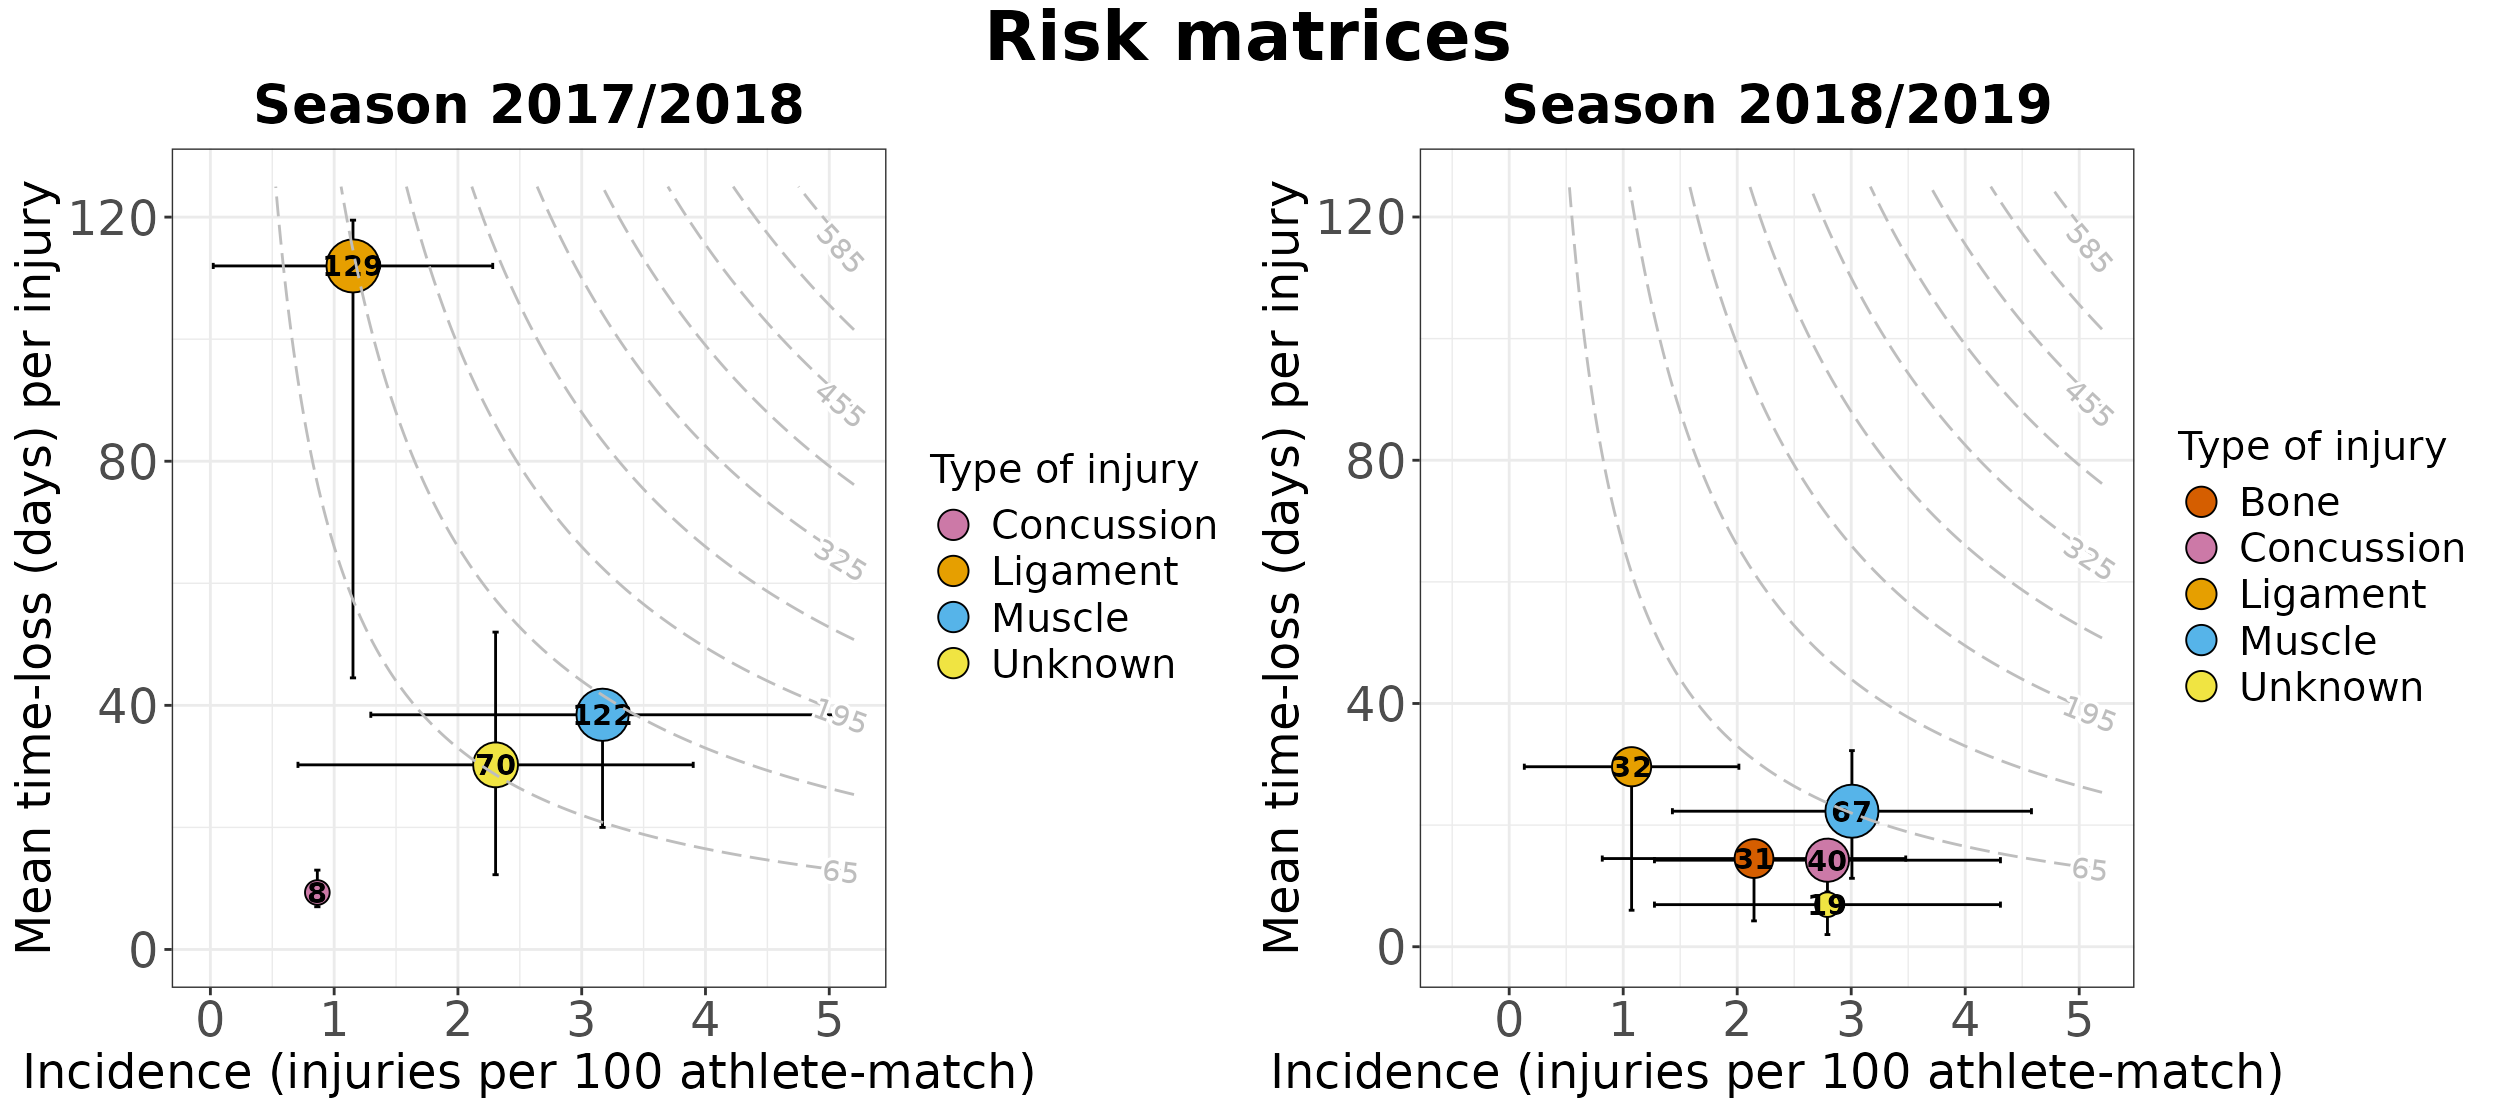 Risk matrices
Season 2017/2018
Mean time-loss (days) per injury
120
80
40
0
585
455
325
195
65
129
122
70
8
0 1 2 3 4 5
Incidence (injuries per 100 athlete-match)
Type of injury
Concussion
Ligament
Muscle
Unknown
Season 2018/2019
Mean time-loss (days) per injury
120
80
40
0
585
455
325
195
65
32
67
31
40
19
0 1 2 3 4 5
Incidence (injuries per 100 athlete-match)
Type of injury
Bone
Concussion
Ligament
Muscle
Unknown